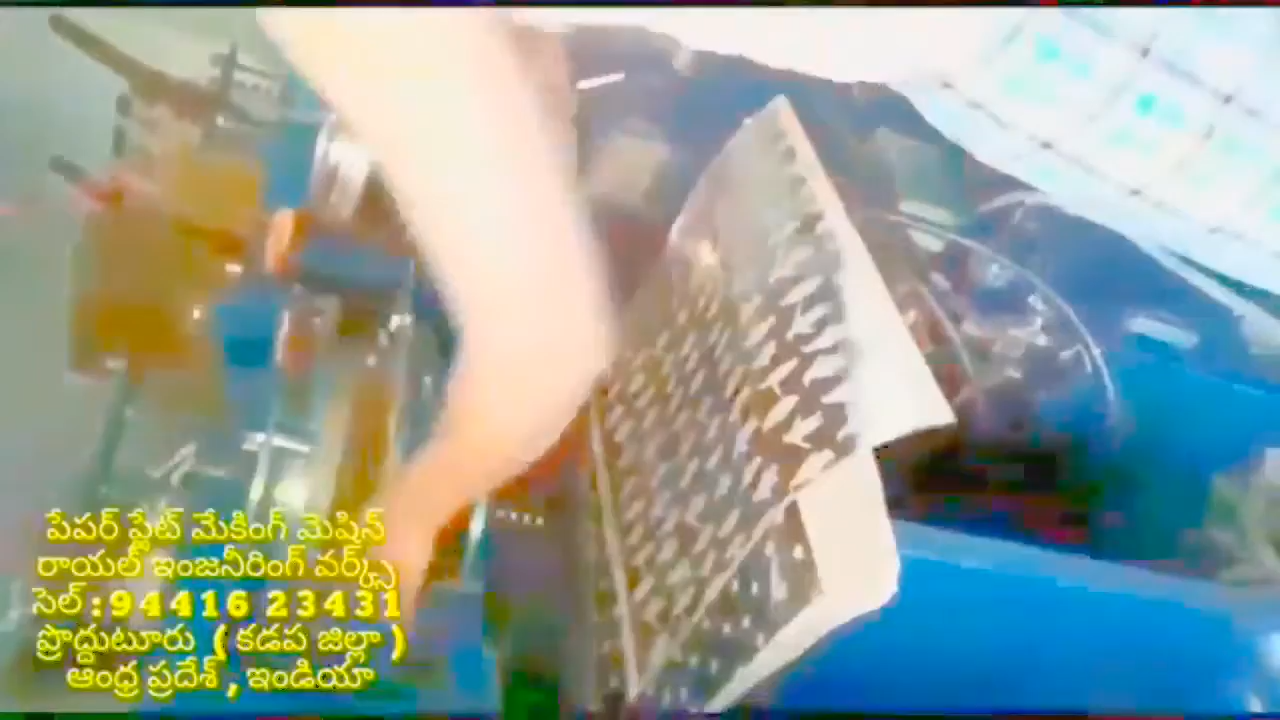 పేపర్ ప్లేట్ మేకింగ్ మెషిన్
రాయల్ ఇంజనీరింగ్ వర్క్స్
సెల్ : 94416 23431
ప్రొద్దుటూరు ( కడప జిల్లా )
ఆంధ్ర ప్రదేశ్ , ఇండియా